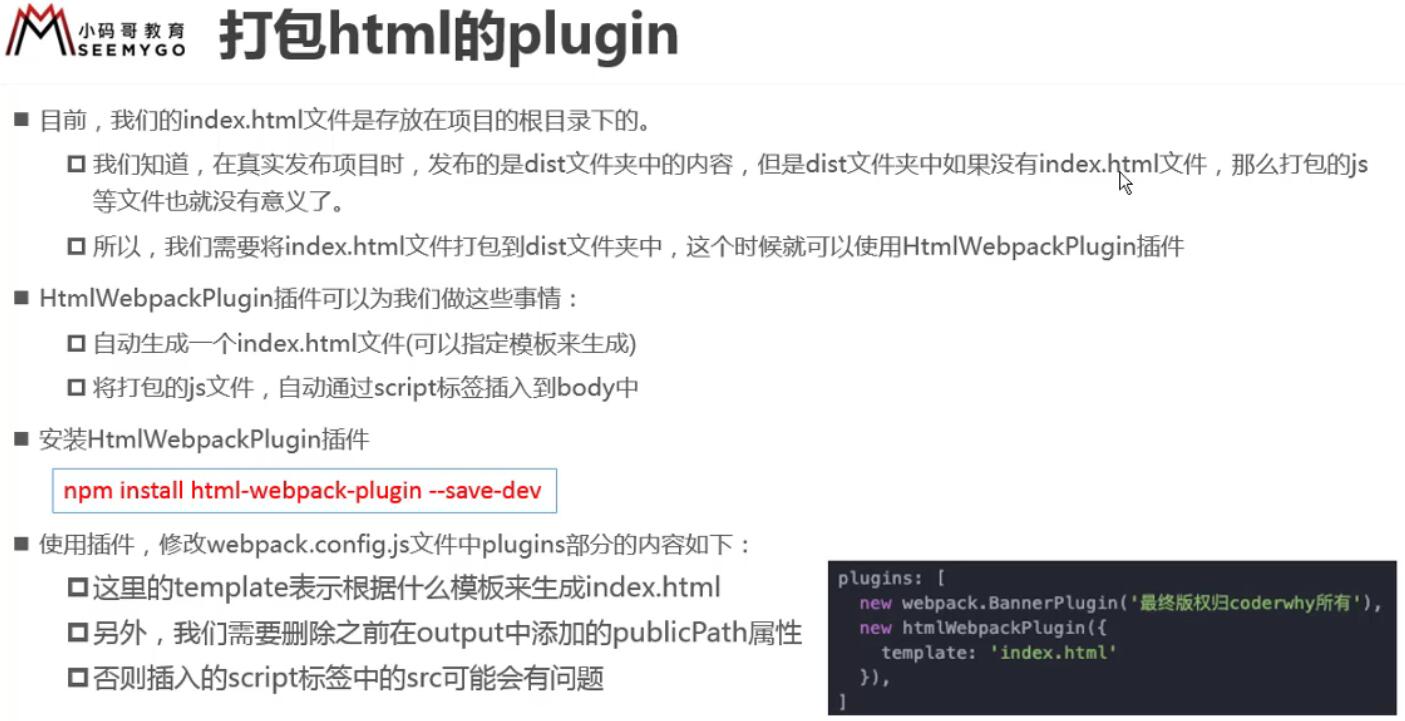 小码哥教育
SEEMYGO
打包html的plugin
目前，我们的index.html文件是存放在项目的根目录下的。
我们知道，在真实发布项目时，发布的是dist文件夹中的内容，但是dist文件夹中如果没有index.html文件，那么打包的js
等文件也就没有意义了。
所以，我们需要将index.html文件打包到dist文件夹中，这个时候就可以使用HtmlWebpackPlugin插件
HtmlWebpackPlugin插件可以为我们做这些事情：
自动生成一个index.html文件(可以指定模板来生成)
将打包的js文件，自动通过script标签插入到body中
安装HtmlWebpackPlugin插件
npm install html-webpack-plugin --save-dev
使用插件，修改webpack.config.js文件中plugins部分的内容如下：
这里的template表示根据什么模板来生成index.html
另外，我们需要删除之前在output中添加的publicPath属性
否则插入的script标签中的src可能会有问题
plugins: [
new webpack.BannerPlugin('最终版权归coderwhy所有'),
new htmlWebpackPlugin({
template: 'index.html'
}),
]